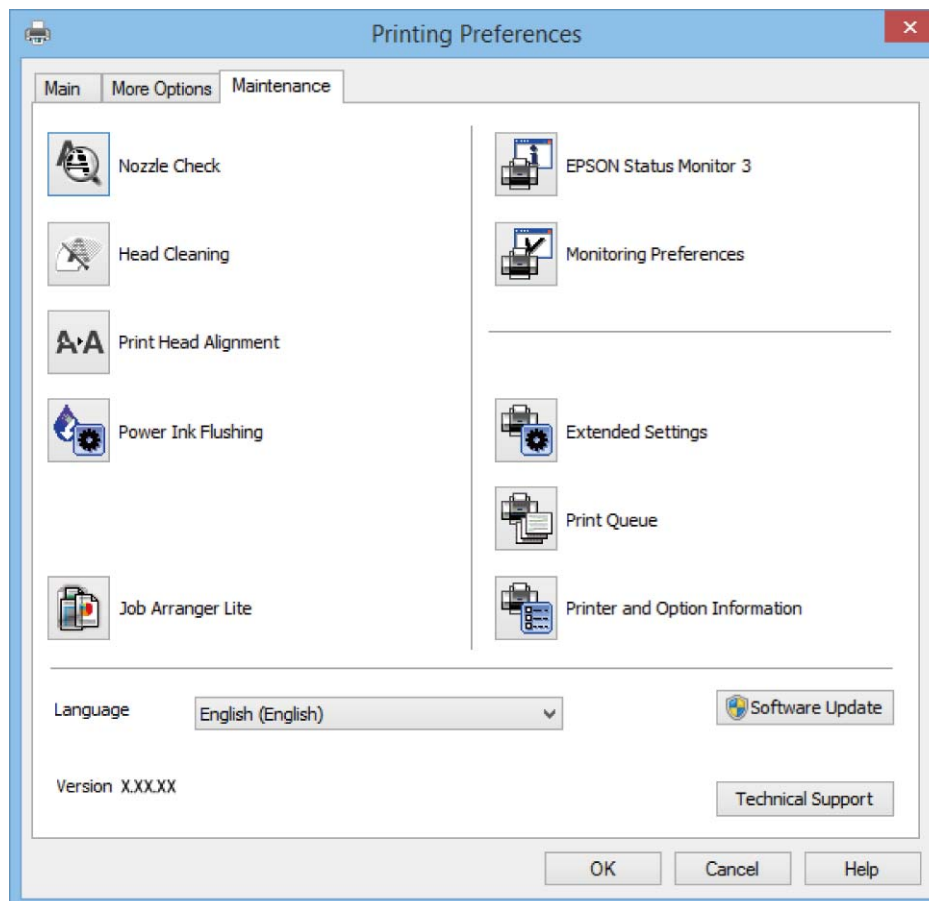 Printing Preferences
Main
More Options
Maintenance
Nozzle Check
Head Cleaning
A▸A Print Head Alignment
Power Ink Flushing
Job Arranger Lite
EPSON Status Monitor 3
Monitoring Preferences
Extended Settings
Print Queue
Printer and Option Information
Language
English (English)
Software Update
Version X.XX.XX
Technical Support
OK
Cancel
Help